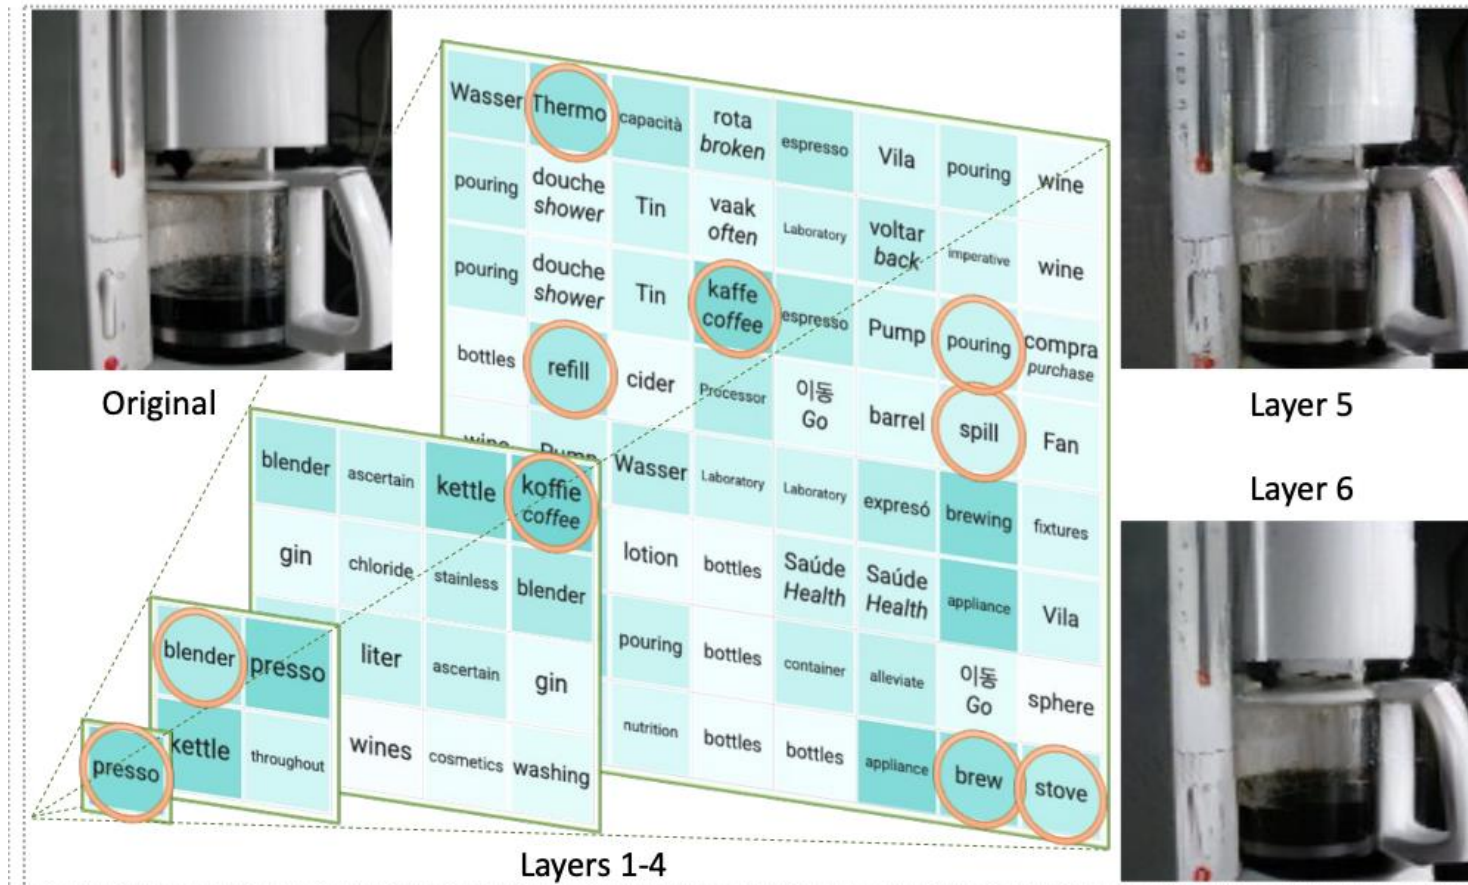 Wasser Thermo capacità rota broken espresso Vila pouring wine
pouring douche shower Tin vaak often Laboratory voltar back imperative wine
pouring douche shower Tin kaffe coffee espresso Pump pouring compra purchase
bottles refill cider Processor 이동 Go barrel spill Fan
wine Pump Wasser Laboratory Laboratory expresó brewing fixtures
lotion bottles Saúde Health Saúde Health appliance Vila
pouring bottles container alleviate 이동 Go sphere
nutrition bottles bottles appliance brew stove
Original
blender ascertain kettle koffie coffee
gin chloride stainless blender
liter ascertain gin
wines cosmetics washing
blender presso
kettle throughout
presso
Layers 1-4
Layer 5
Layer 6